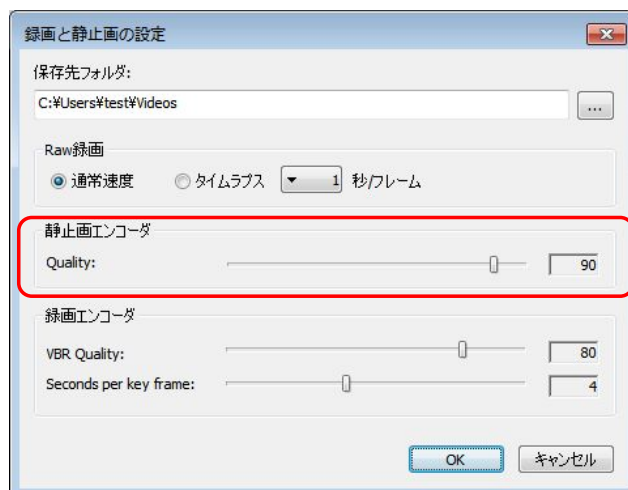 録画と静止画の設定
保存先フォルダ:
C:¥Users¥test¥Videos
...
Raw録画
通常速度 タイムラプス 1 秒/フレーム
静止画エンコーダ
Quality: 90
録画エンコーダ
VBR Quality: 80
Seconds per key frame: 4
OK キャンセル